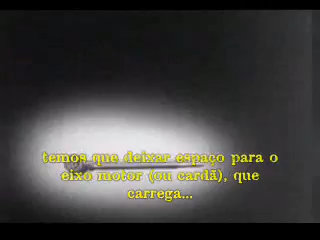 temos que deixar espaço para o
eixo motor (ou cardã), que
carrega...